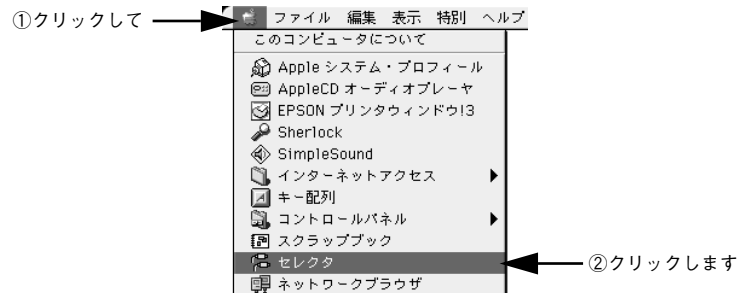 ①クリックして
ファイル 編集 表示 特別 ヘルプ
このコンピュータについて
Apple システム・プロフィール
AppleCD オーディオプレーヤ
EPSON プリンタウィンドウ!3
Sherlock
SimpleSound
インターネットアクセス
キー配列
コントロールパネル
スクラップブック
セレクタ
②クリックします
ネットワークブラウザ